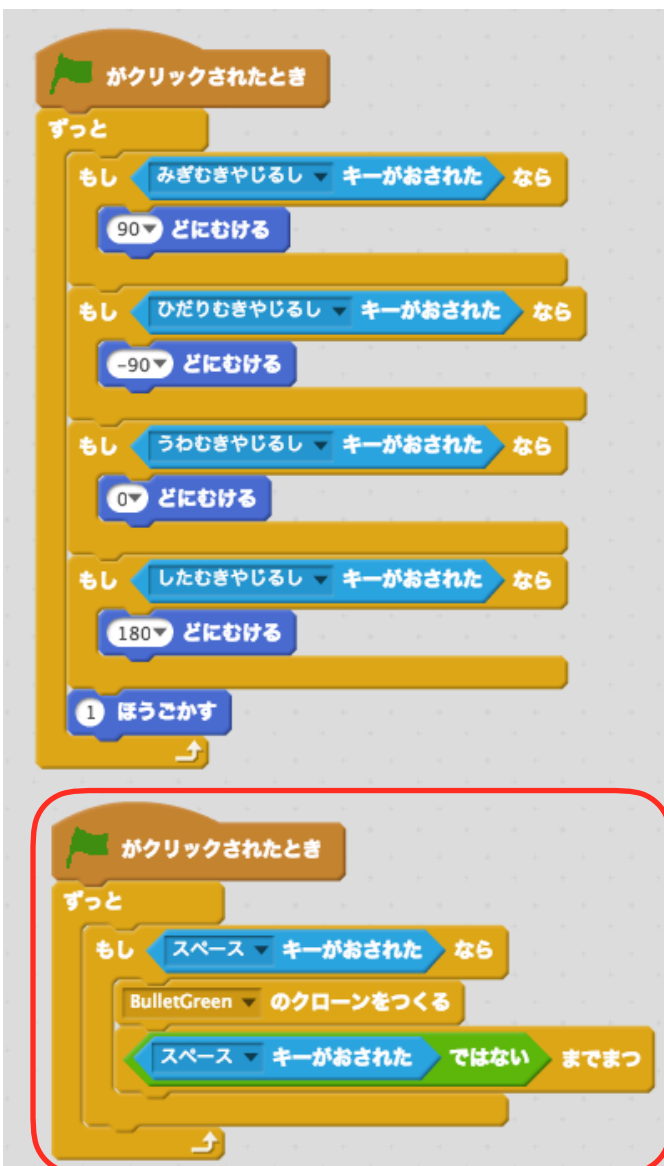 がクリックされたとき
ずっと
もし みぎむきやじるし キーがおされた なら
90 どにむける
もし ひだりむきやじるし キーがおされた なら
-90 どにむける
もし うわむきやじるし キーがおされた なら
0 どにむける
もし したむきやじるし キーがおされた なら
180 どにむける
1 ほうごかす
がクリックされたとき
ずっと
もし スペース キーがおされた なら
BulletGreen のクローンをつくる
スペース キーがおされた ではない までまつ